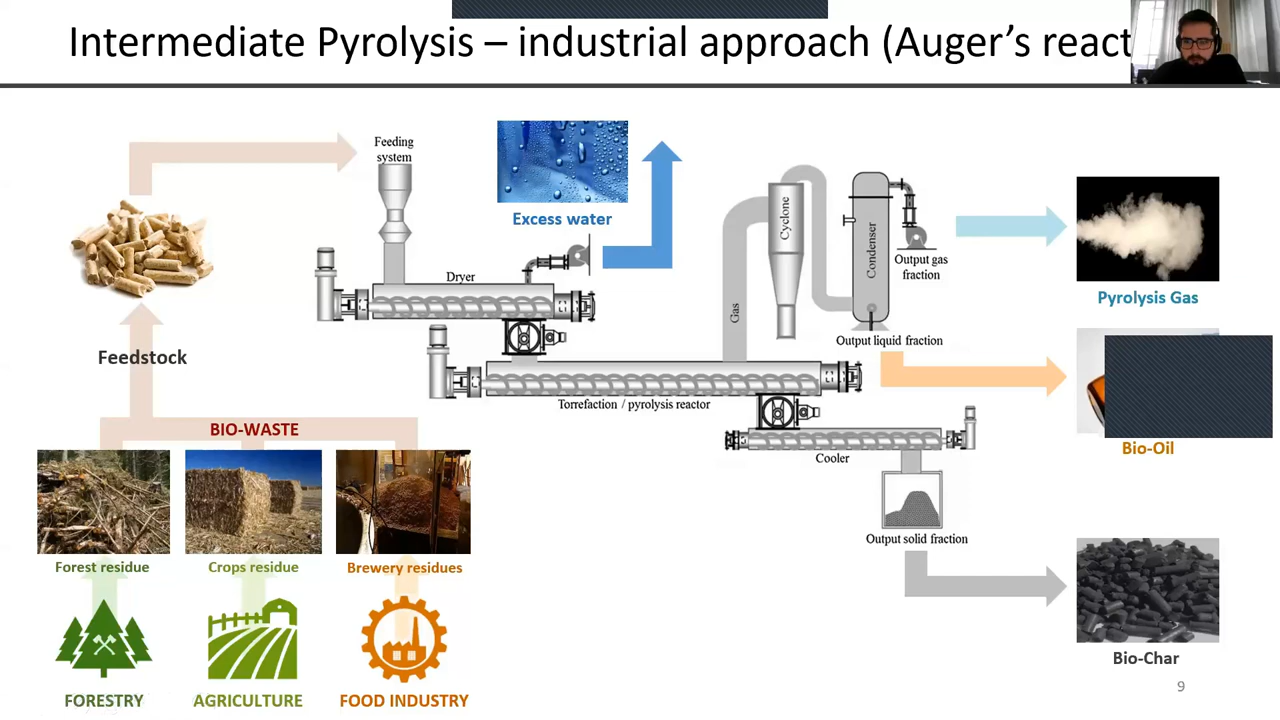 Intermediate Pyrolysis – industrial approach (Auger's react
Feeding
system
Excess water
Dryer
Cyclone
Condenser
Gas
Output gas
fraction
Pyrolysis Gas
Output liquid fraction
Feedstock
Torrefaction / pyrolysis reactor
BIO-WASTE
Cooler
Bio-Oil
Output solid fraction
Forest residue
Crops residue
Brewery residues
Bio-Char
FORESTRY
AGRICULTURE
FOOD INDUSTRY
9